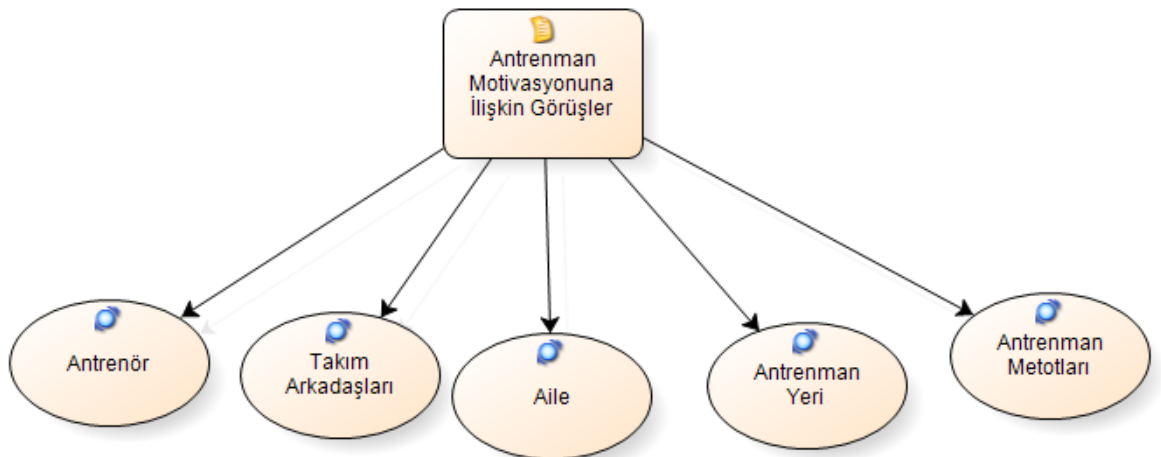 Antrenman
Motivasyonuna
İlişkin Görüşler
Antrenör
Takım
Arkadaşları
Aile
Antrenman
Yeri
Antrenman
Metotları